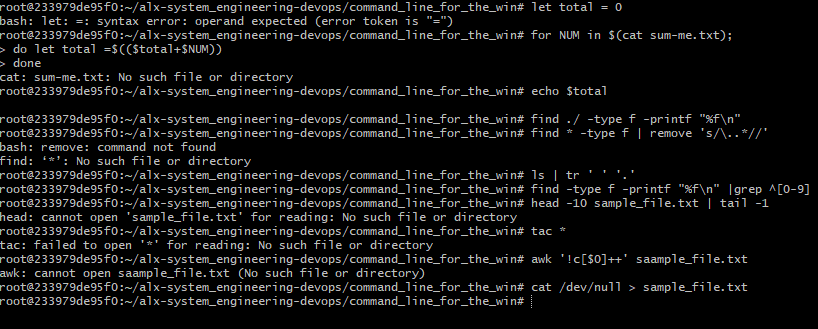 root@233979de95f0:~/alx-system_engineering-devops/command_line_for_the_win# let total = 0
bash: let: =: syntax error: operand expected (error token is "=")
root@233979de95f0:~/alx-system_engineering-devops/command_line_for_the_win# for NUM in $(cat sum-me.txt);
> do let total =$(($total+$NUM))
> done
cat: sum-me.txt: No such file or directory
root@233979de95f0:~/alx-system_engineering-devops/command_line_for_the_win# echo $total

root@233979de95f0:~/alx-system_engineering-devops/command_line_for_the_win# find ./ -type f -printf "%f\n"
root@233979de95f0:~/alx-system_engineering-devops/command_line_for_the_win# find * -type f | remove 's/\..*//'
bash: remove: command not found
find: ‘*’: No such file or directory
root@233979de95f0:~/alx-system_engineering-devops/command_line_for_the_win# ls | tr ' ' '.'
root@233979de95f0:~/alx-system_engineering-devops/command_line_for_the_win# find -type f -printf "%f\n" |grep ^[0-9]
root@233979de95f0:~/alx-system_engineering-devops/command_line_for_the_win# head -10 sample_file.txt | tail -1
head: cannot open 'sample_file.txt' for reading: No such file or directory
root@233979de95f0:~/alx-system_engineering-devops/command_line_for_the_win# tac *
tac: failed to open '*' for reading: No such file or directory
root@233979de95f0:~/alx-system_engineering-devops/command_line_for_the_win# awk '!c[$0]++' saample_file.txt
awk: cannot open saample_file.txt (No such file or directory)
root@233979de95f0:~/alx-system_engineering-devops/command_line_for_the_win# cat /dev/null > sample_file.txt
root@233979de95f0:~/alx-system_engineering-devops/command_line_for_the_win#